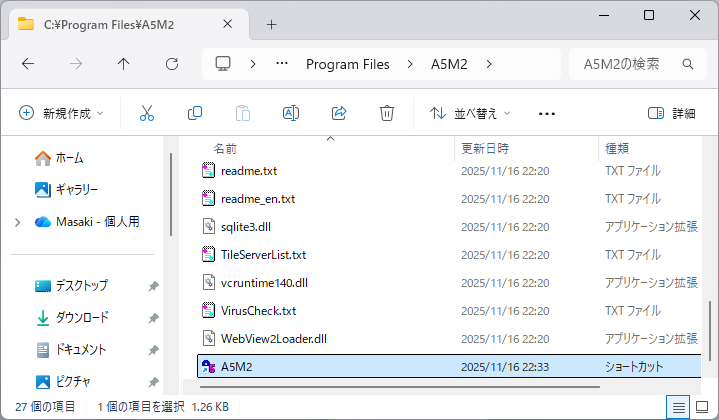 C:¥Program Files¥A5M2
Program Files
A5M2
A5M2の検索
新規作成
並べ替え
詳細
名前
更新日時
種類
ホーム
ギャラリー
Masaki - 個人用
デスクトップ
ダウンロード
ドキュメント
ピクチャ
readme.txt 2025/11/16 22:20 TXT ファイル
readme_en.txt 2025/11/16 22:20 TXT ファイル
sqlite3.dll 2025/11/16 22:20 アプリケーション拡張
TileServerList.txt 2025/11/16 22:20 TXT ファイル
vcruntime140.dll 2025/11/16 22:20 アプリケーション拡張
VirusCheck.txt 2025/11/16 22:20 TXT ファイル
WebView2Loader.dll 2025/11/16 22:20 アプリケーション拡張
A5M2 2025/11/16 22:33 ショートカット
27 個の項目 1 個の項目を選択 1.26 KB